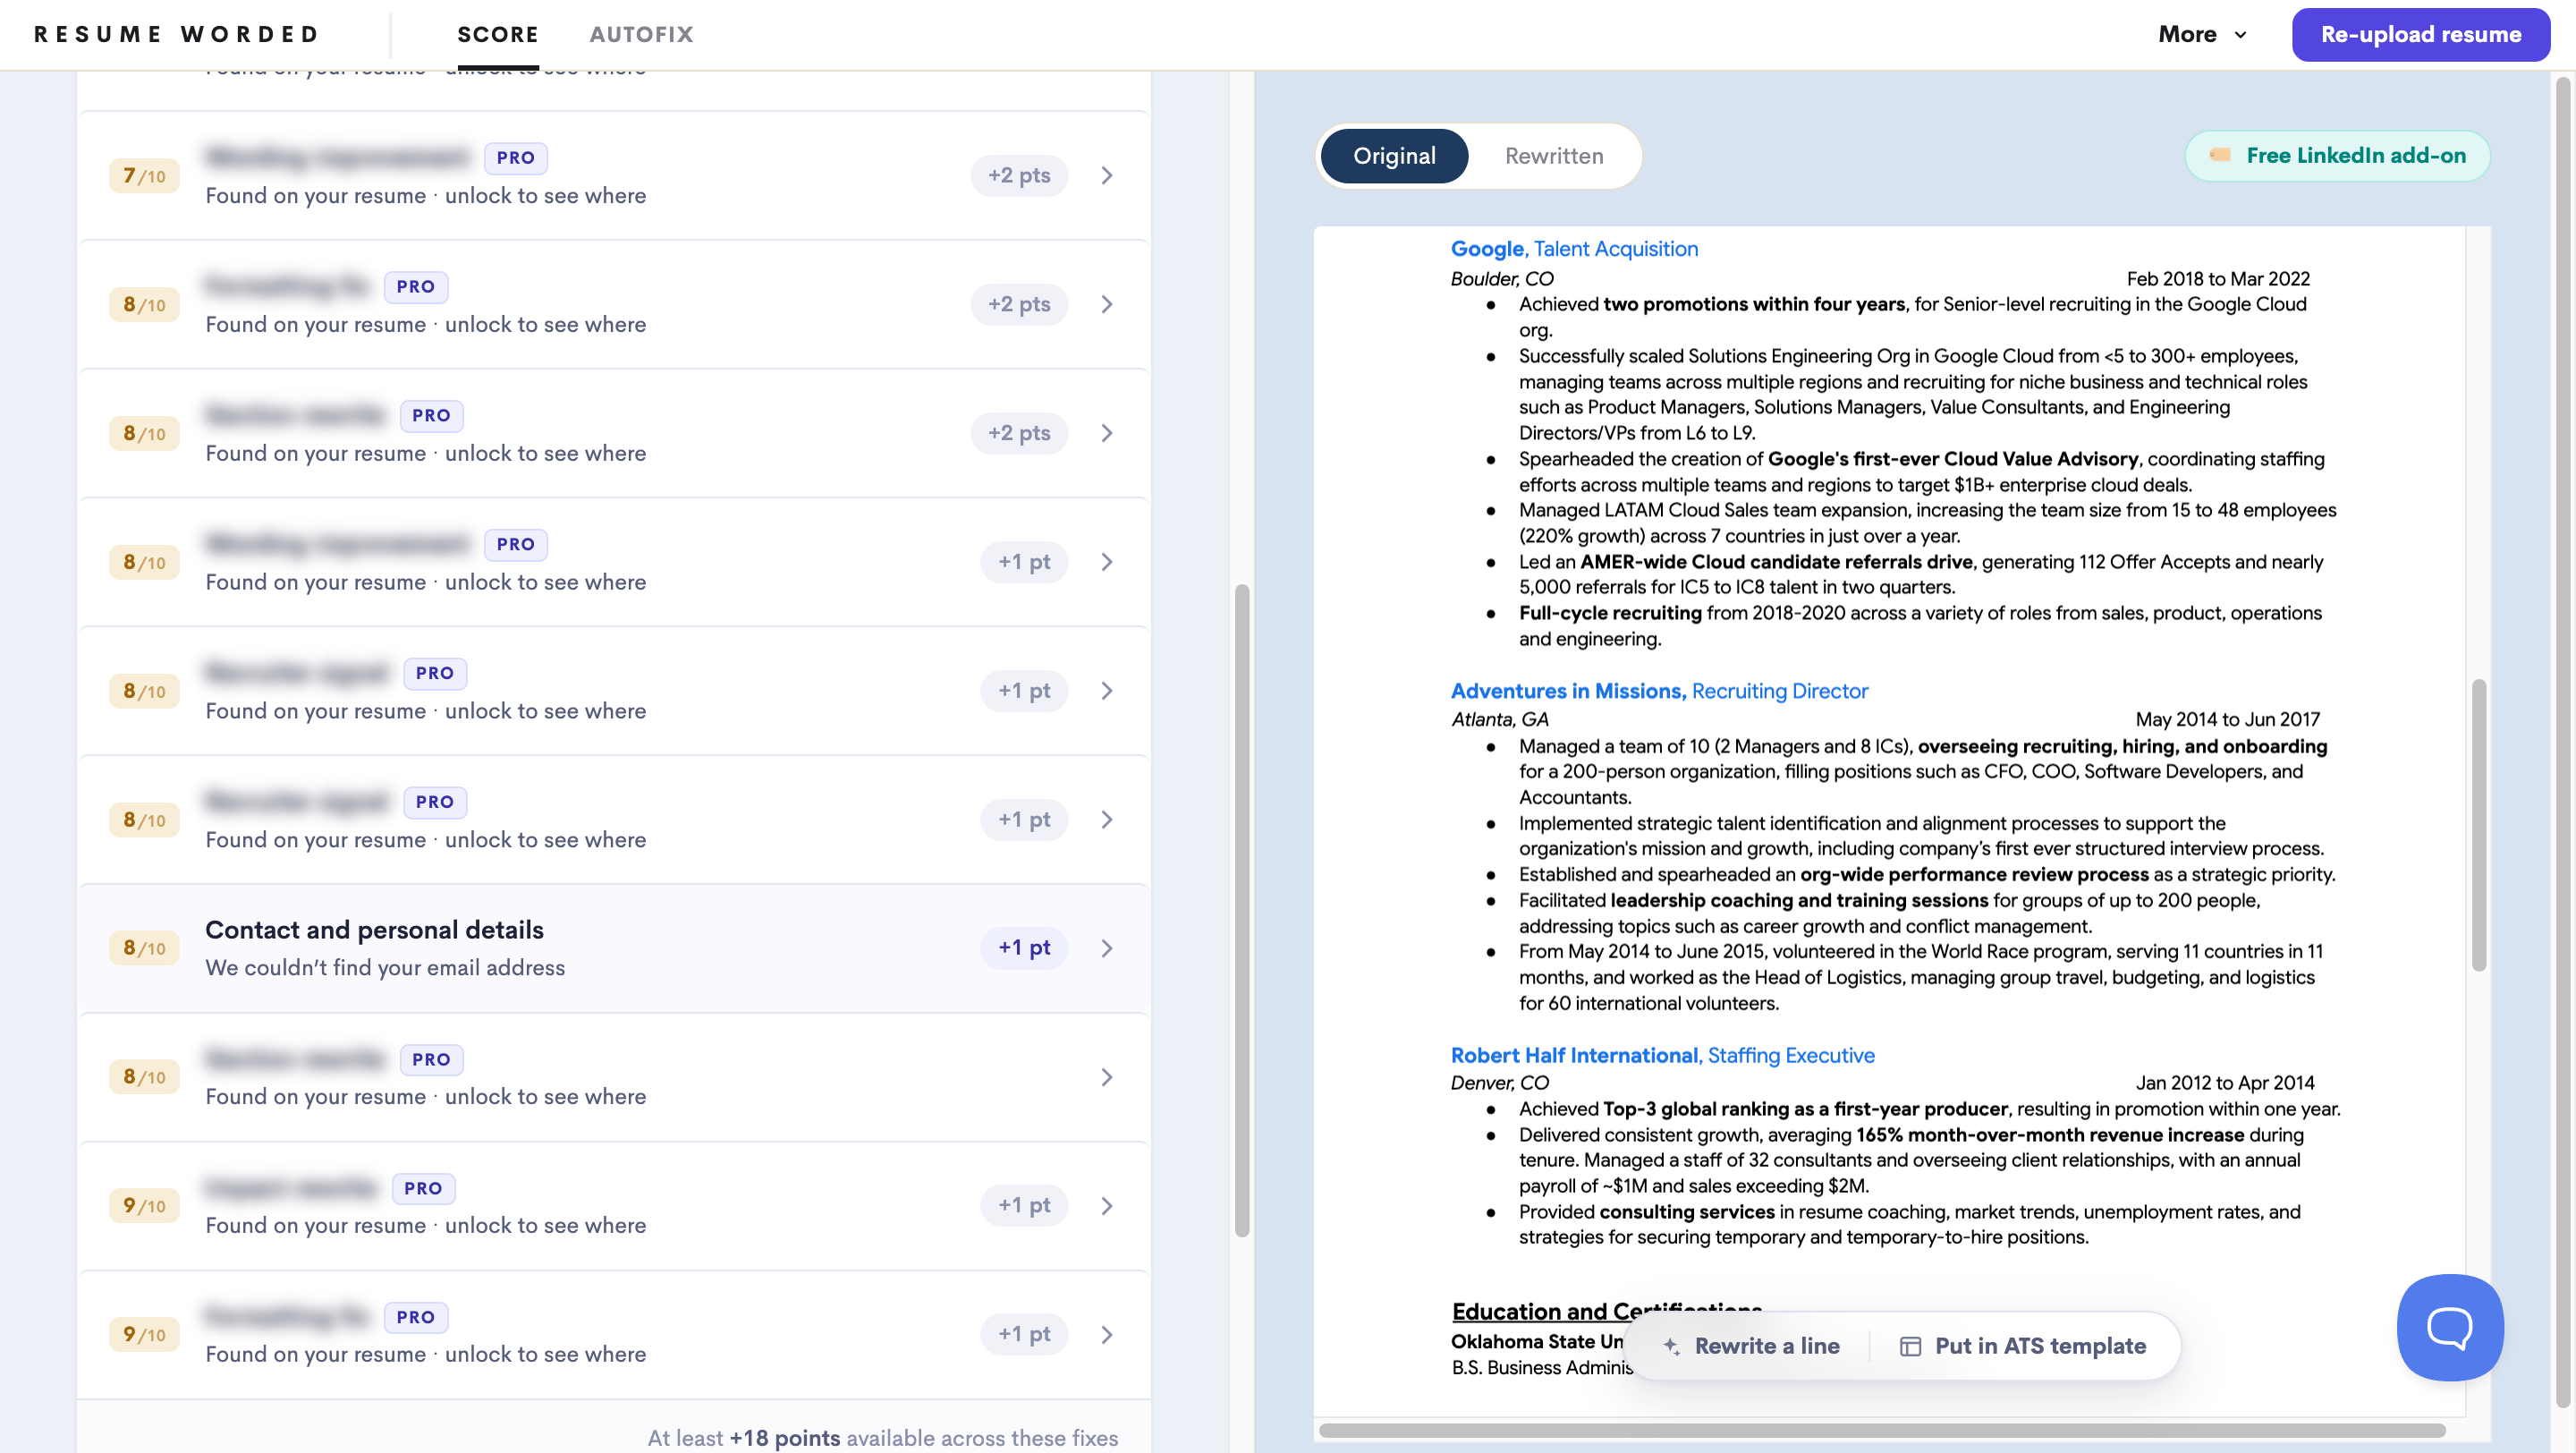 RESUME WORDED
SCORE
AUTOFIX
More
Re-upload resume
Found on your resume · unlock to see where
PRO
7/10
Found on your resume · unlock to see where
+2 pts
PRO
8/10
Found on your resume · unlock to see where
+2 pts
PRO
8/10
Found on your resume · unlock to see where
+2 pts
PRO
8/10
Found on your resume · unlock to see where
+1 pt
PRO
8/10
Found on your resume · unlock to see where
+1 pt
PRO
8/10
Found on your resume · unlock to see where
+1 pt
Contact and personal details
8/10
We couldn’t find your email address
+1 pt
PRO
8/10
Found on your resume · unlock to see where
PRO
9/10
Found on your resume · unlock to see where
+1 pt
PRO
9/10
Found on your resume · unlock to see where
+1 pt
At least +18 points available across these fixes
Original
Rewritten
Free LinkedIn add-on
Google, Talent Acquisition
Boulder, CO
Feb 2018 to Mar 2022
● Achieved two promotions within four years, for Senior-level recruiting in the Google Cloud
org.
● Successfully scaled Solutions Engineering Org in Google Cloud from <5 to 300+ employees,
managing teams across multiple regions and recruiting for niche business and technical roles
such as Product Managers, Solutions Managers, Value Consultants, and Engineering
Directors/VPs from L6 to L9.
● Spearheaded the creation of Google's first-ever Cloud Value Advisory, coordinating staffing
efforts across multiple teams and regions to target $1B+ enterprise cloud deals.
● Managed LATAM Cloud Sales team expansion, increasing the team size from 15 to 48 employees
(220% growth) across 7 countries in just over a year.
● Led an AMER-wide Cloud candidate referrals drive, generating 112 Offer Accepts and nearly
5,000 referrals for IC5 to IC8 talent in two quarters.
● Full-cycle recruiting from 2018-2020 across a variety of roles from sales, product, operations
and engineering.
Adventures in Missions, Recruiting Director
Atlanta, GA
May 2014 to Jun 2017
● Managed a team of 10 (2 Managers and 8 ICs), overseeing recruiting, hiring, and onboarding
for a 200-person organization, filling positions such as CFO, COO, Software Developers, and
Accountants.
● Implemented strategic talent identification and alignment processes to support the
organization's mission and growth, including company’s first ever structured interview process.
● Established and spearheaded an org-wide performance review process as a strategic priority.
● Facilitated leadership coaching and training sessions for groups of up to 200 people,
addressing topics such as career growth and conflict management.
● From May 2014 to June 2015, volunteered in the World Race program, serving 11 countries in 11
months, and worked as the Head of Logistics, managing group travel, budgeting, and logistics
for 60 international volunteers.
Robert Half International, Staffing Executive
Denver, CO
Jan 2012 to Apr 2014
● Achieved Top-3 global ranking as a first-year producer, resulting in promotion within one year.
● Delivered consistent growth, averaging 165% month-over-month revenue increase during
tenure. Managed a staff of 32 consultants and overseeing client relationships, with an annual
payroll of ~$1M and sales exceeding $2M.
● Provided consulting services in resume coaching, market trends, unemployment rates, and
strategies for securing temporary and temporary-to-hire positions.
Education and Certifications
Oklahoma State Un
B.S. Business Adminis
Rewrite a line
Put in ATS template